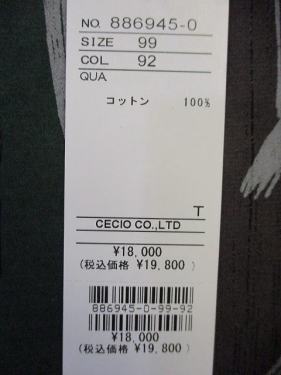 NO. 886945-0
SIZE 99
COL 92
QUA
コットン 100%
T
CECIO CO.,LTD
¥18,000
(税込価格 ¥19,800)
886945-0-99-92
¥18,000
(税込価格 ¥19,800)